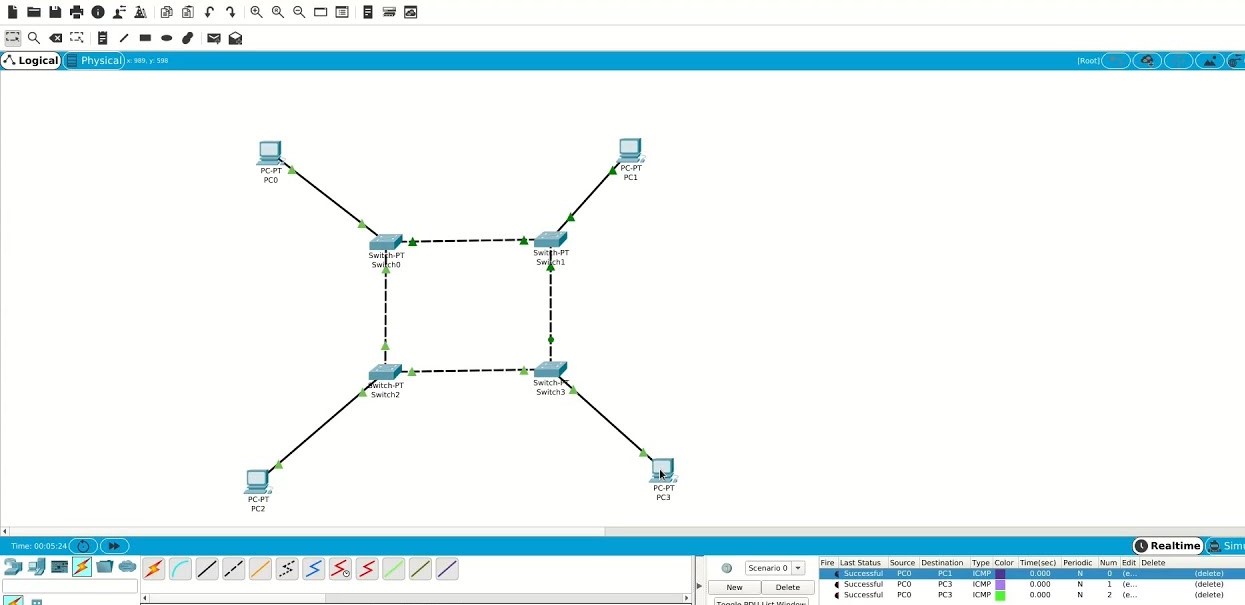 Logical Physical x: 989, y: 598 [Root]
PC-PT
PC0
PC-PT
PC1
Switch-PT
Switch0
Switch-PT
Switch1
Switch-PT
Switch2
Switch-PT
Switch3
PC-PT
PC2
PC-PT
PC3
Time: 00:05:24 Realtime
Scenario 0
New Delete
Toggle PDU List Window
Fire Last Status Source Destination Type Color Time(sec) Periodic Num Edit Delete
Successful PC0 PC1 ICMP 0.000 N 0 (e... (delete)
Successful PC0 PC3 ICMP 0.000 N 1 (e... (delete)
Successful PC0 PC3 ICMP 0.000 N 2 (e... (delete)